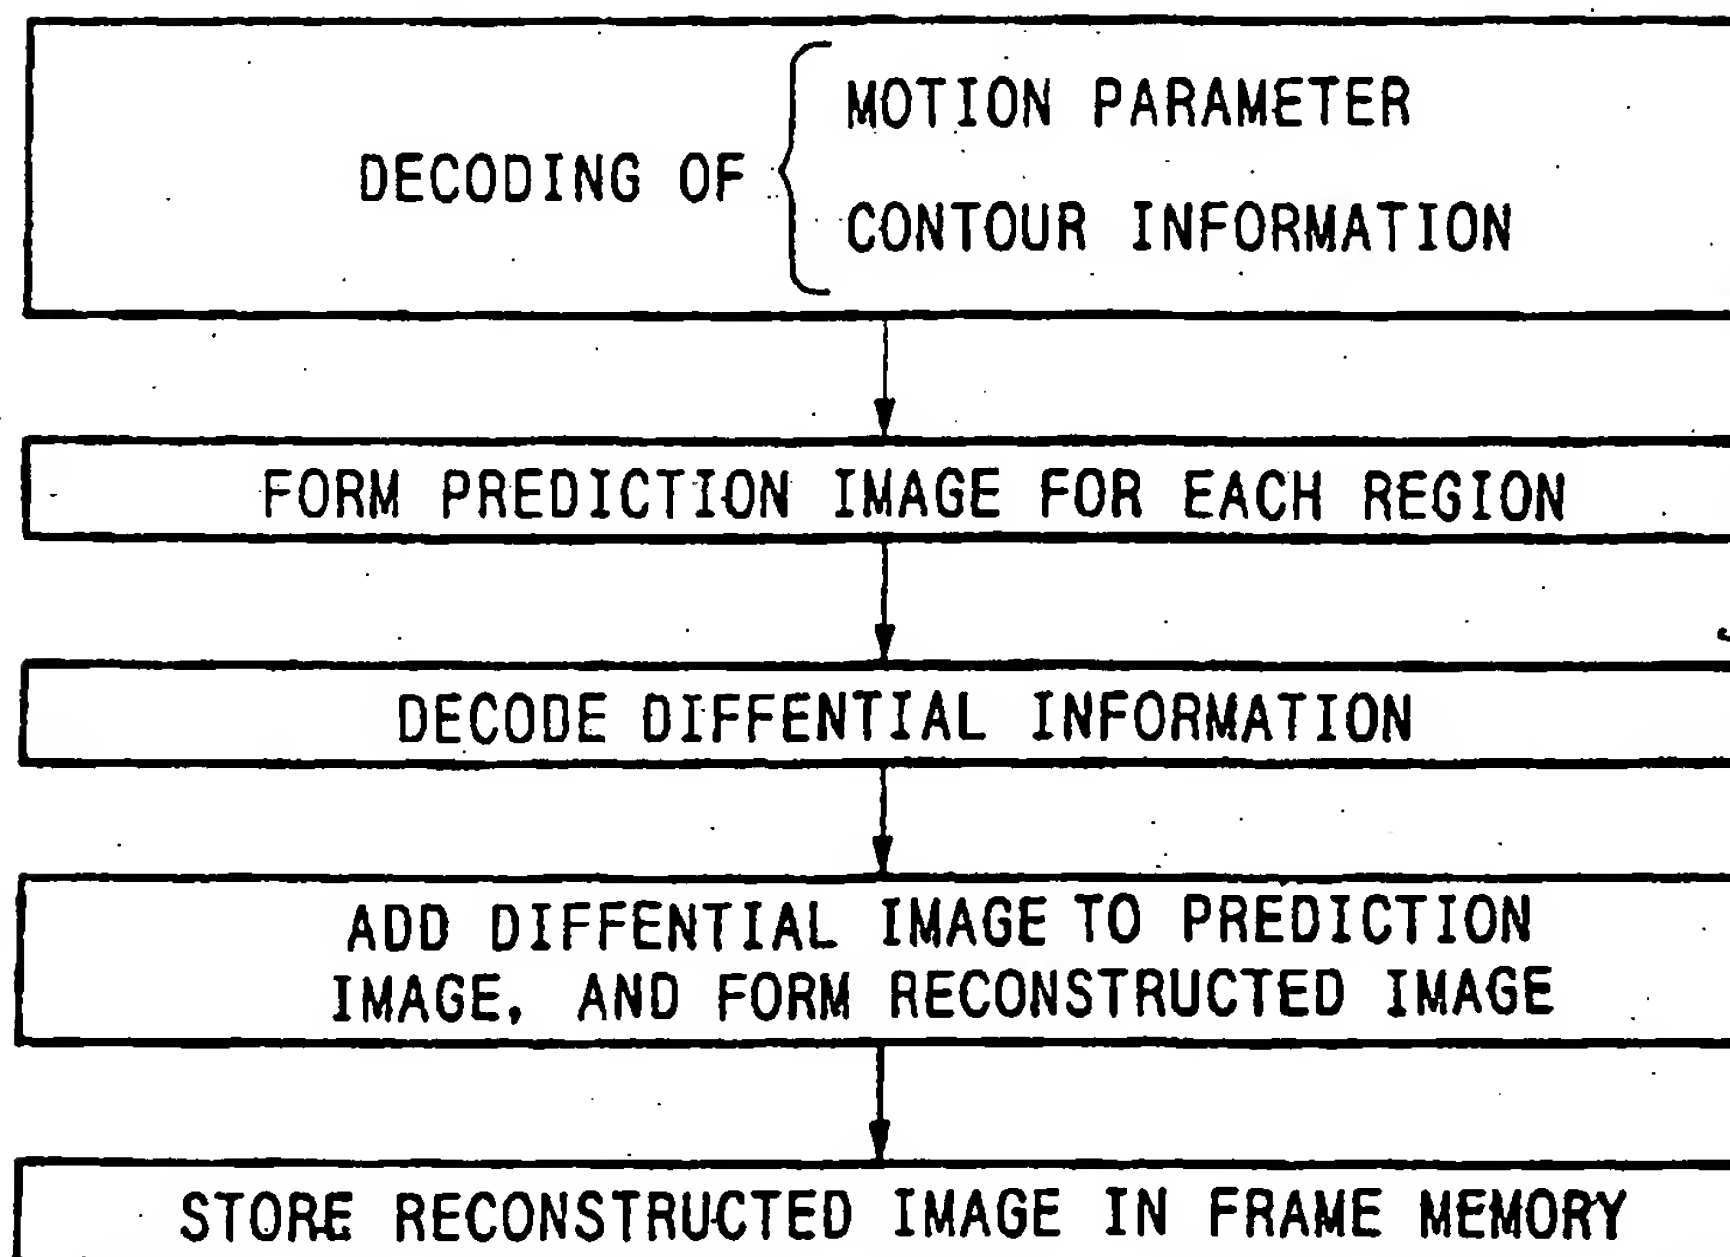 MOTION PARAMETER
DECODING OF
CONTOUR INFORMATION
FORM PREDICTION IMAGE FOR EACH REGION
DECODE DIFFENTIAL INFORMATION
ADD DIFFENTIAL IMAGE TO PREDICTION
IMAGE, AND FORM RECONSTRUCTED IMAGE
STORE RECONSTRUCTED IMAGE IN FRAME MEMORY